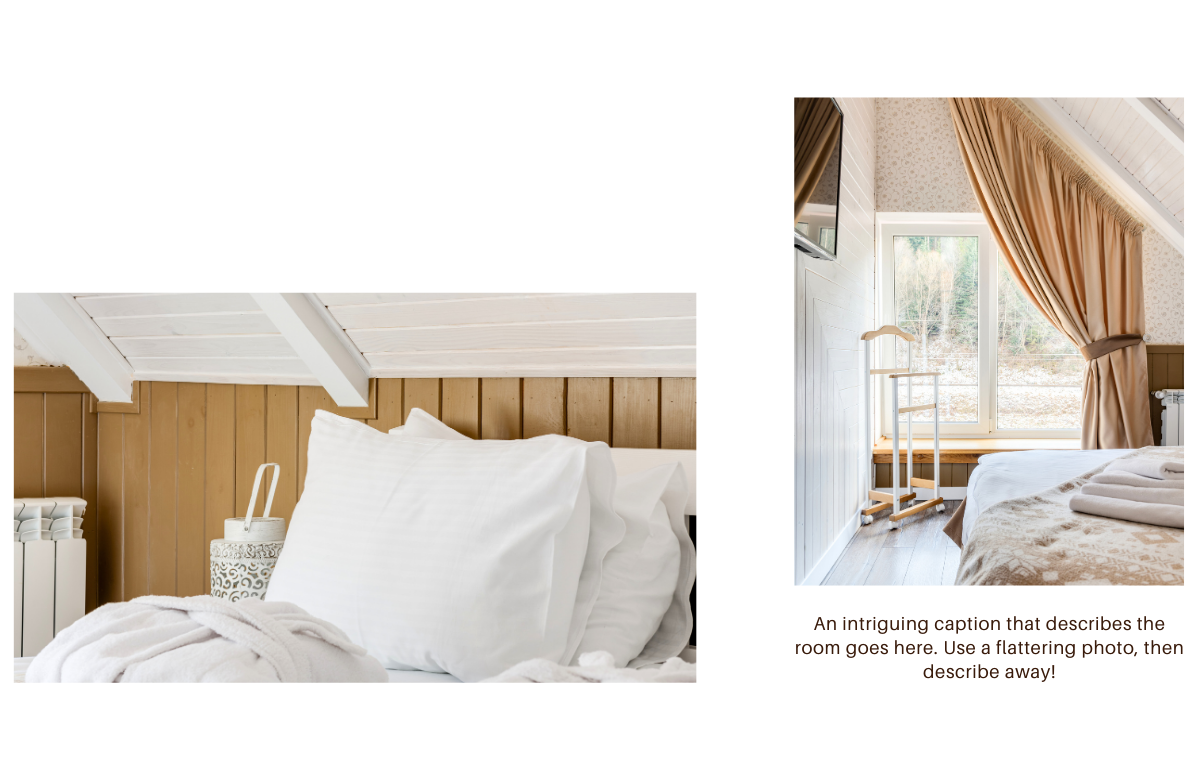 An intriguing caption that describes the
room goes here. Use a flattering photo, then
describe away!